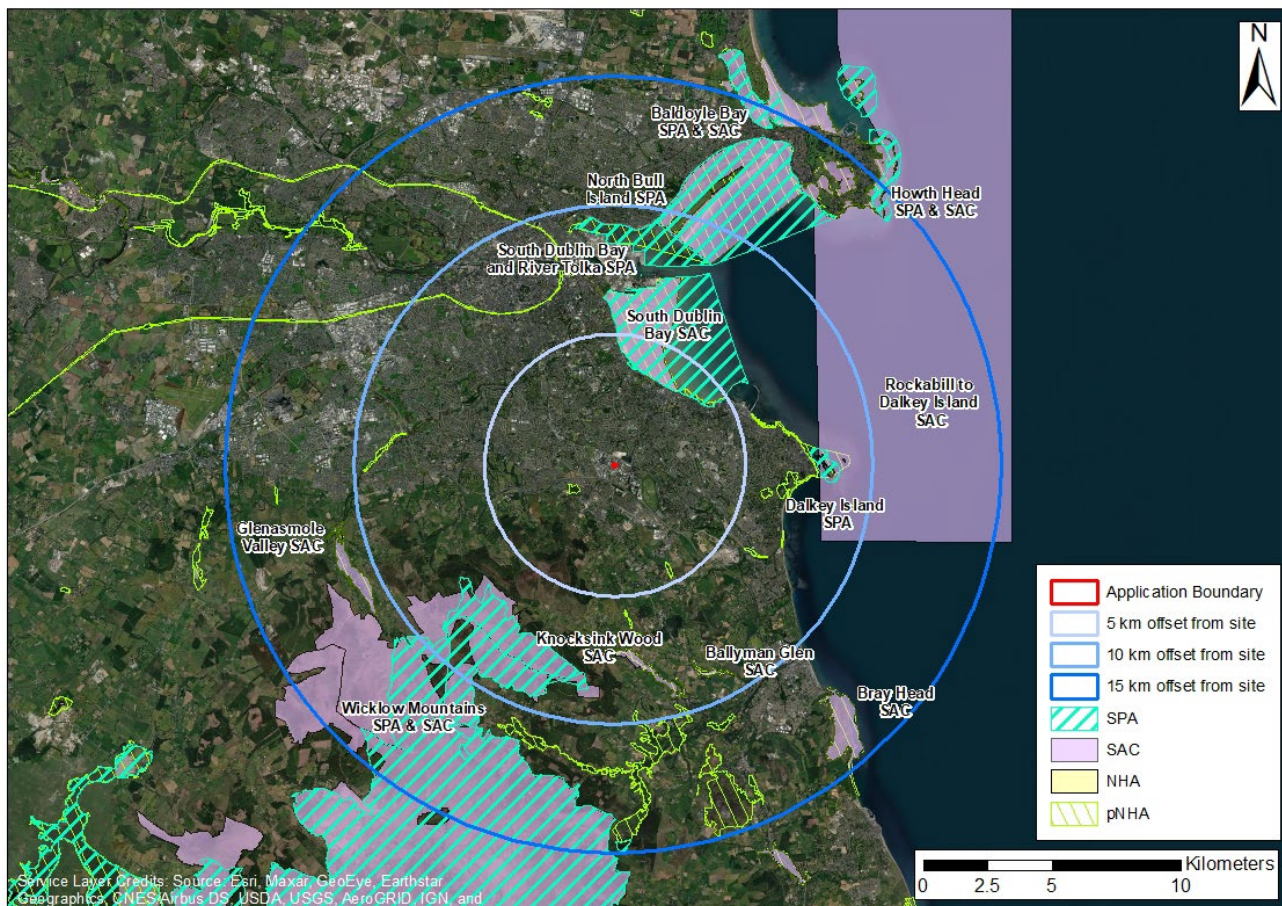 N
Baldoyle Bay
SPA & SAC
North Bull
Island SPA
Howth Head
SPA & SAC
South Dublin Bay
and River Tolka SPA
South Dublin
Bay SAC
Rockabill to
Dalkey Island
SAC
Dalkey Island
SPA
Glenasmole
Valley SAC
Knocksink Wood
SAC
Ballyman Glen
SAC
Bray Head
SAC
Wicklow Mountains
SPA & SAC
Application Boundary
5 km offset from site
10 km offset from site
15 km offset from site
SPA
SAC
NHA
pNHA
Kilometers
0 2.5 5 10
Service Layer Credits: Source: Esri, Maxar, GeoEye, Earthstar
Geographics, CNES/Airbus DS, USDA, USGS, AeroGRID, IGN, and